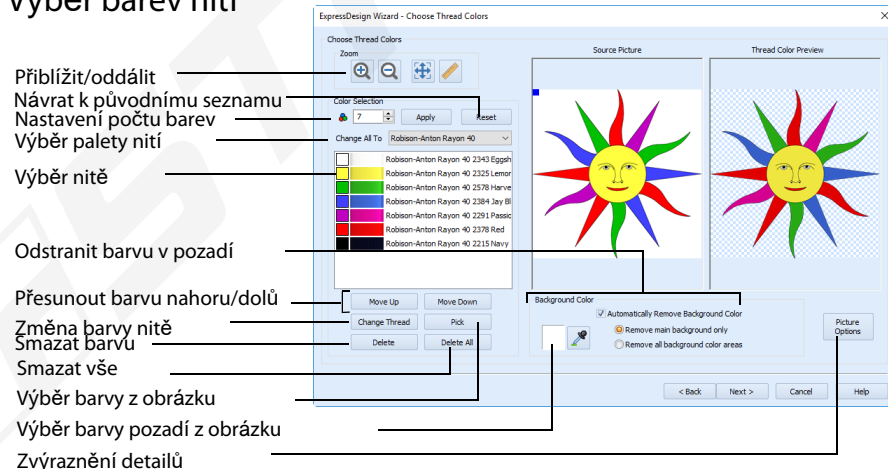 Výběr barev nití
Přiblížit/oddálit
Návrat k původnímu seznamu
Nastavení počtu barev
Výběr palety nití
Výběr nitě
Odstranit barvu v pozadí
Přesunout barvu nahoru/dolů
Změna barvy nitě
Smazat barvu
Smazat vše
Výběr barvy z obrázku
Výběr barvy pozadí z obrázku
Zvýraznění detailů
ExpressDesign Wizard - Choose Thread Colors
Choose Thread Colors
Zoom
Color Selection
7
Apply
Reset
Change All To
Robison-Anton Rayon 40
Robison-Anton Rayon 40 2343 Eggsh
Robison-Anton Rayon 40 2325 Lemor
Robison-Anton Rayon 40 2578 Harve
Robison-Anton Rayon 40 2384 Jay Bl
Robison-Anton Rayon 40 2291 Passic
Robison-Anton Rayon 40 2378 Red
Robison-Anton Rayon 40 2215 Navy
Move Up
Move Down
Change Thread
Pick
Delete
Delete All
Source Picture
Thread Color Preview
Background Color
Automatically Remove Background Color
Remove main background only
Remove all background color areas
Picture
Options
< Back
Next >
Cancel
Help